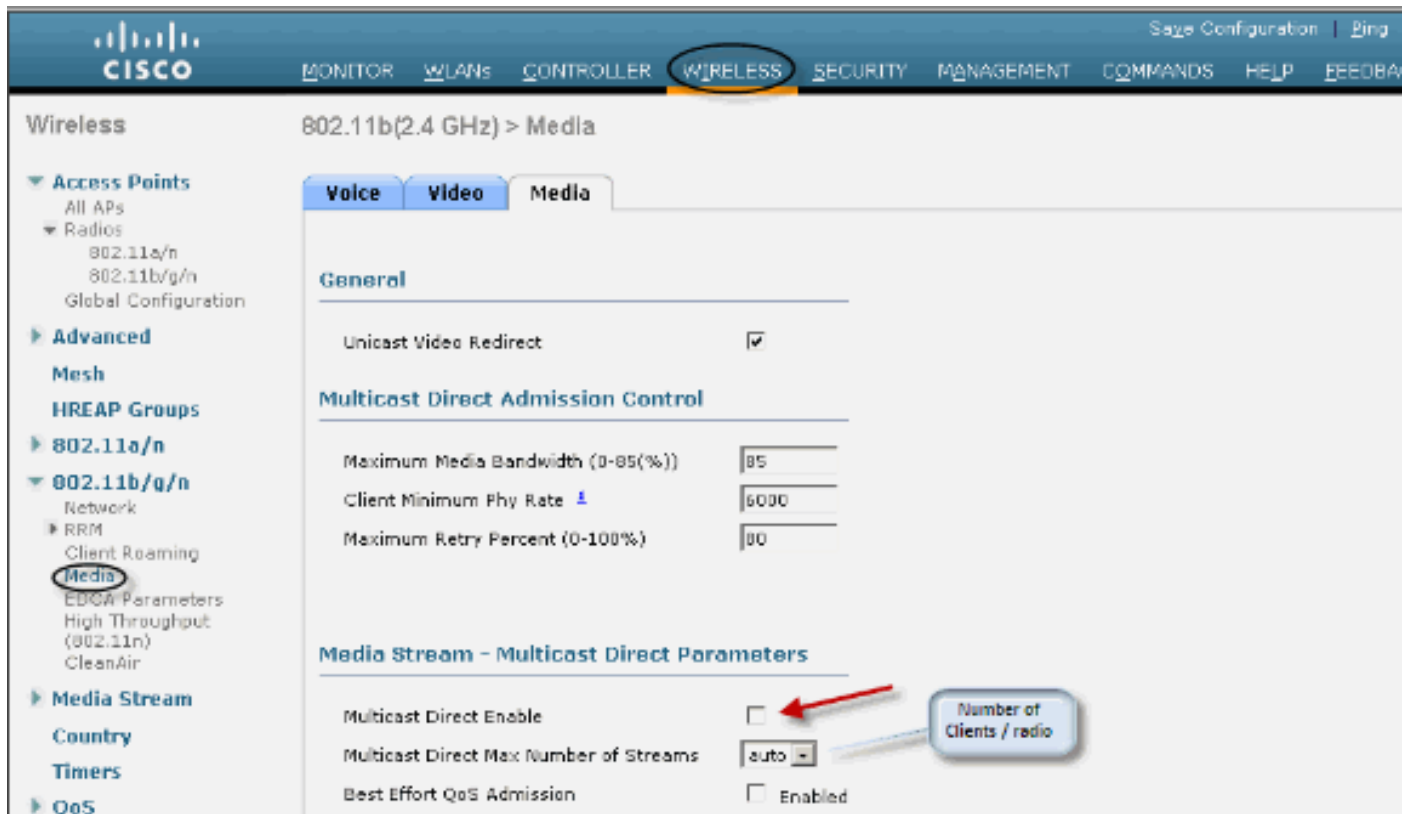 Save Configuration | Ping
CISCO
MONITOR WLANs CONTROLLER WIRELESS SECURITY MANAGEMENT COMMANDS HELP FEEDBA
Wireless
Access Points
All APs
Radios
802.11a/n
802.11b/g/n
Global Configuration
Advanced
Mesh
HREAP Groups
802.11a/n
802.11b/g/n
Network
RRM
Client Roaming
Media
EDCA Parameters
High Throughput
(802.11n)
CleanAir
Media Stream
Country
Timers
QoS
802.11b(2.4 GHz) > Media
Voice Video Media
General
Unicast Video Redirect
Multicast Direct Admission Control
Maximum Media Bandwidth (0-85(%)) 85
Client Minimum Phy Rate 6000
Maximum Retry Percent (0-100%) 80
Media Stream - Multicast Direct Parameters
Multicast Direct Enable
Multicast Direct Max Number of Streams auto
Best Effort QoS Admission Enabled
Number of
Clients / radio